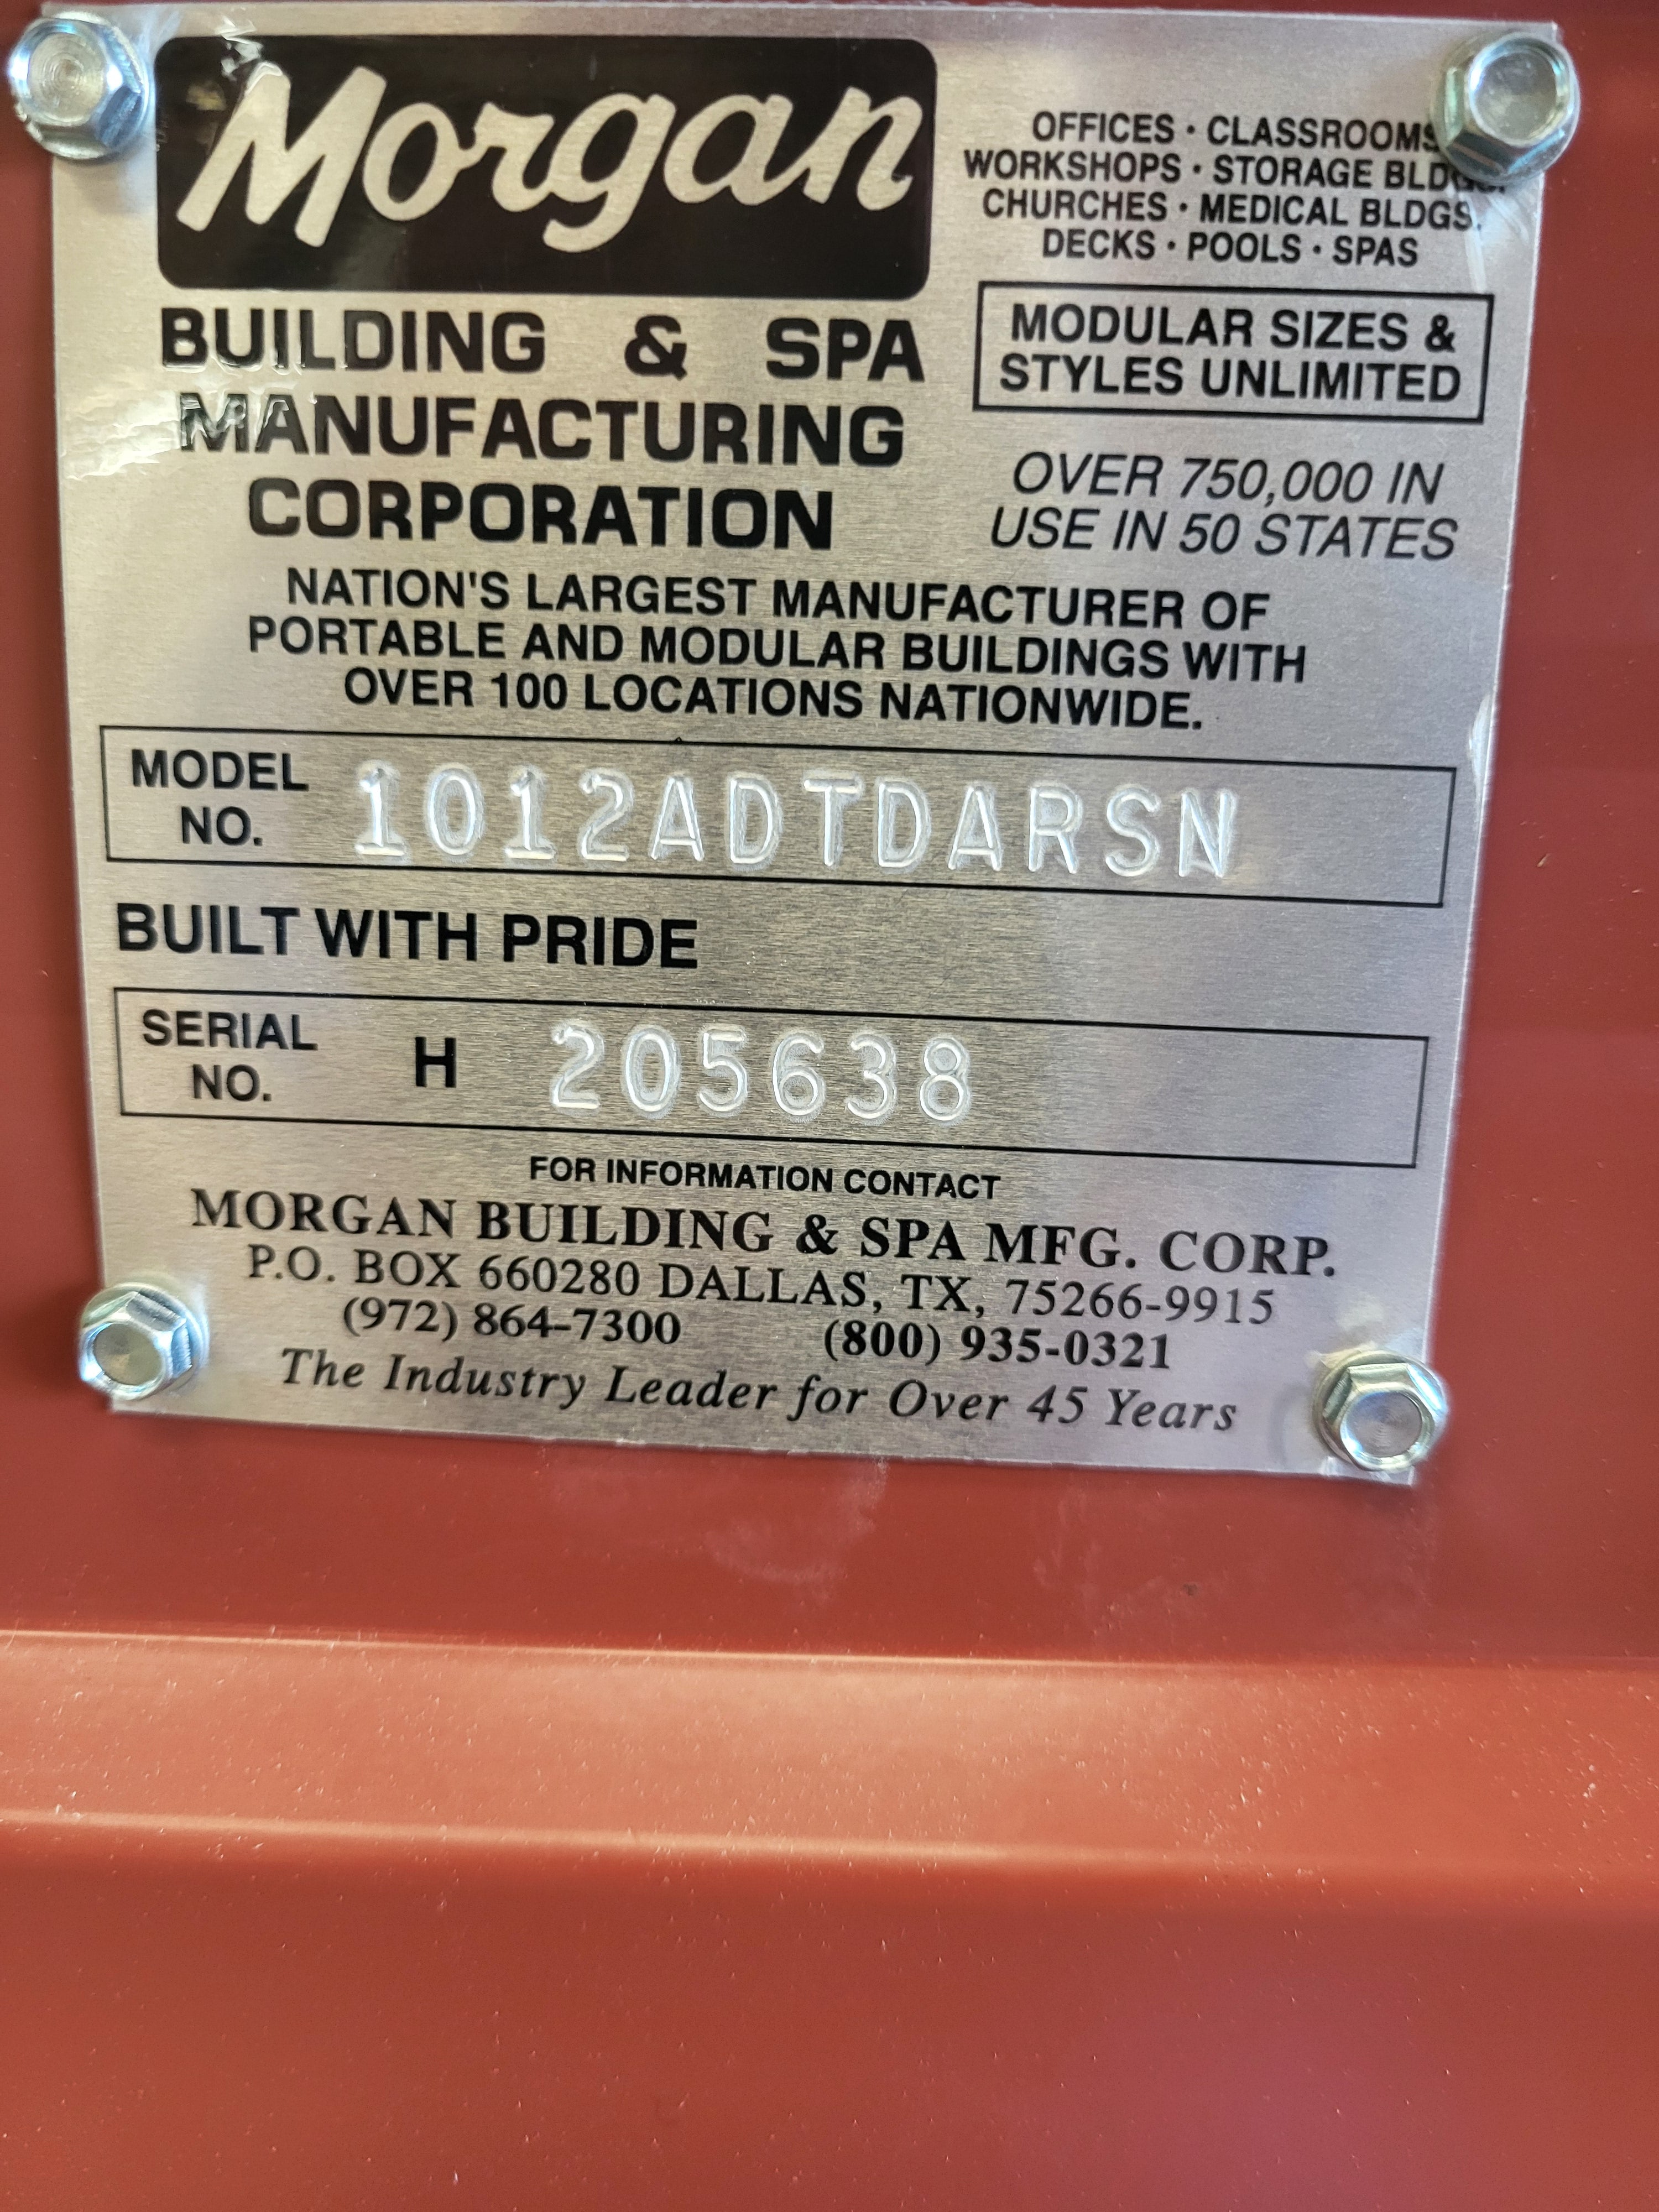 Morgan
BUILDING & SPA
MANUFACTURING
CORPORATION
OFFICES · CLASSROOMS
WORKSHOPS · STORAGE BLDGS.
CHURCHES · MEDICAL BLDGS.
DECKS · POOLS · SPAS
MODULAR SIZES &
STYLES UNLIMITED
OVER 750,000 IN
USE IN 50 STATES
NATION'S LARGEST MANUFACTURER OF
PORTABLE AND MODULAR BUILDINGS WITH
OVER 100 LOCATIONS NATIONWIDE.
MODEL NO. 1012ADTDARSN
BUILT WITH PRIDE
SERIAL NO. H 205638
FOR INFORMATION CONTACT
MORGAN BUILDING & SPA MFG. CORP.
P.O. BOX 660280 DALLAS, TX, 75266-9915
(972) 864-7300 (800) 935-0321
The Industry Leader for Over 45 Years